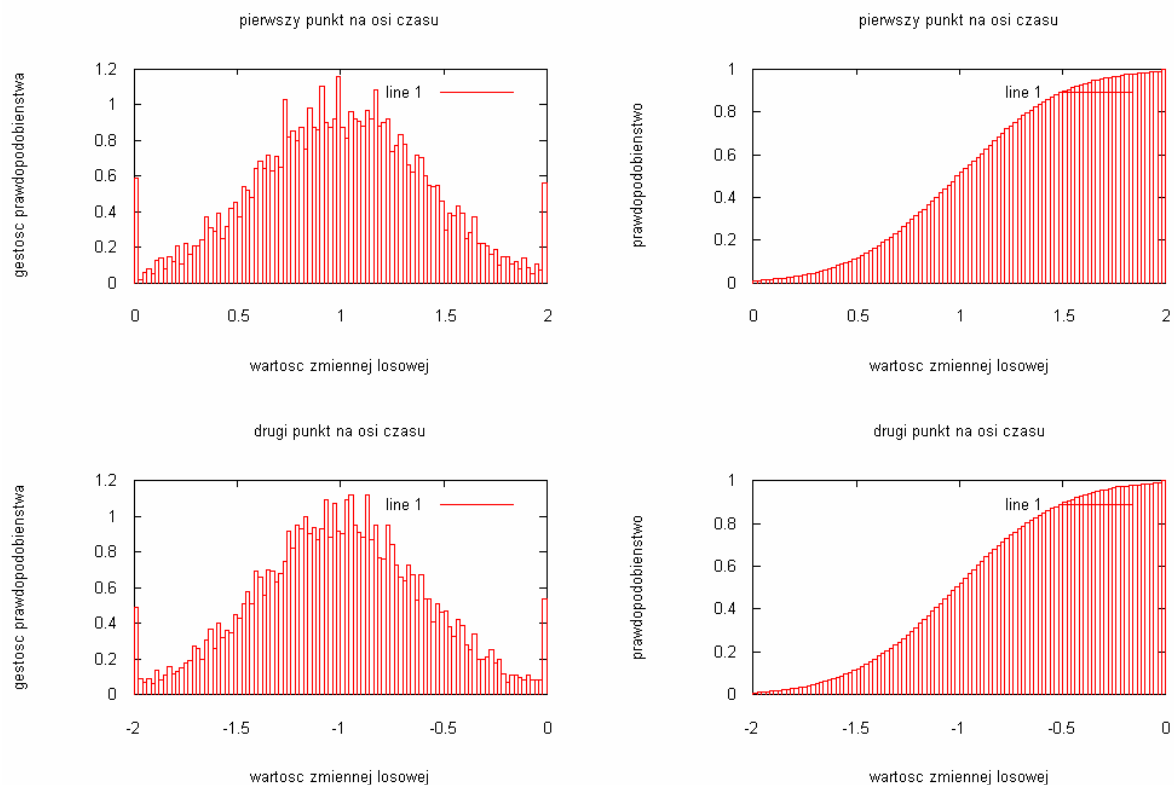 pierwszy punkt na osi czasu
gestosc prawdopodobienstwa
1.2
1
0.8
0.6
0.4
0.2
0
line 1
0 0.5 1 1.5 2
wartosc zmiennej losowej
pierwszy punkt na osi czasu
prawdopodobienstwo
1
0.8
0.6
0.4
0.2
0
line 1
0 0.5 1 1.5 2
wartosc zmiennej losowej
drugi punkt na osi czasu
gestosc prawdopodobienstwa
1.2
1
0.8
0.6
0.4
0.2
0
line 1
-2 -1.5 -1 -0.5 0
wartosc zmiennej losowej
drugi punkt na osi czasu
prawdopodobienstwo
1
0.8
0.6
0.4
0.2
0
line 1
-2 -1.5 -1 -0.5 0
wartosc zmiennej losowej